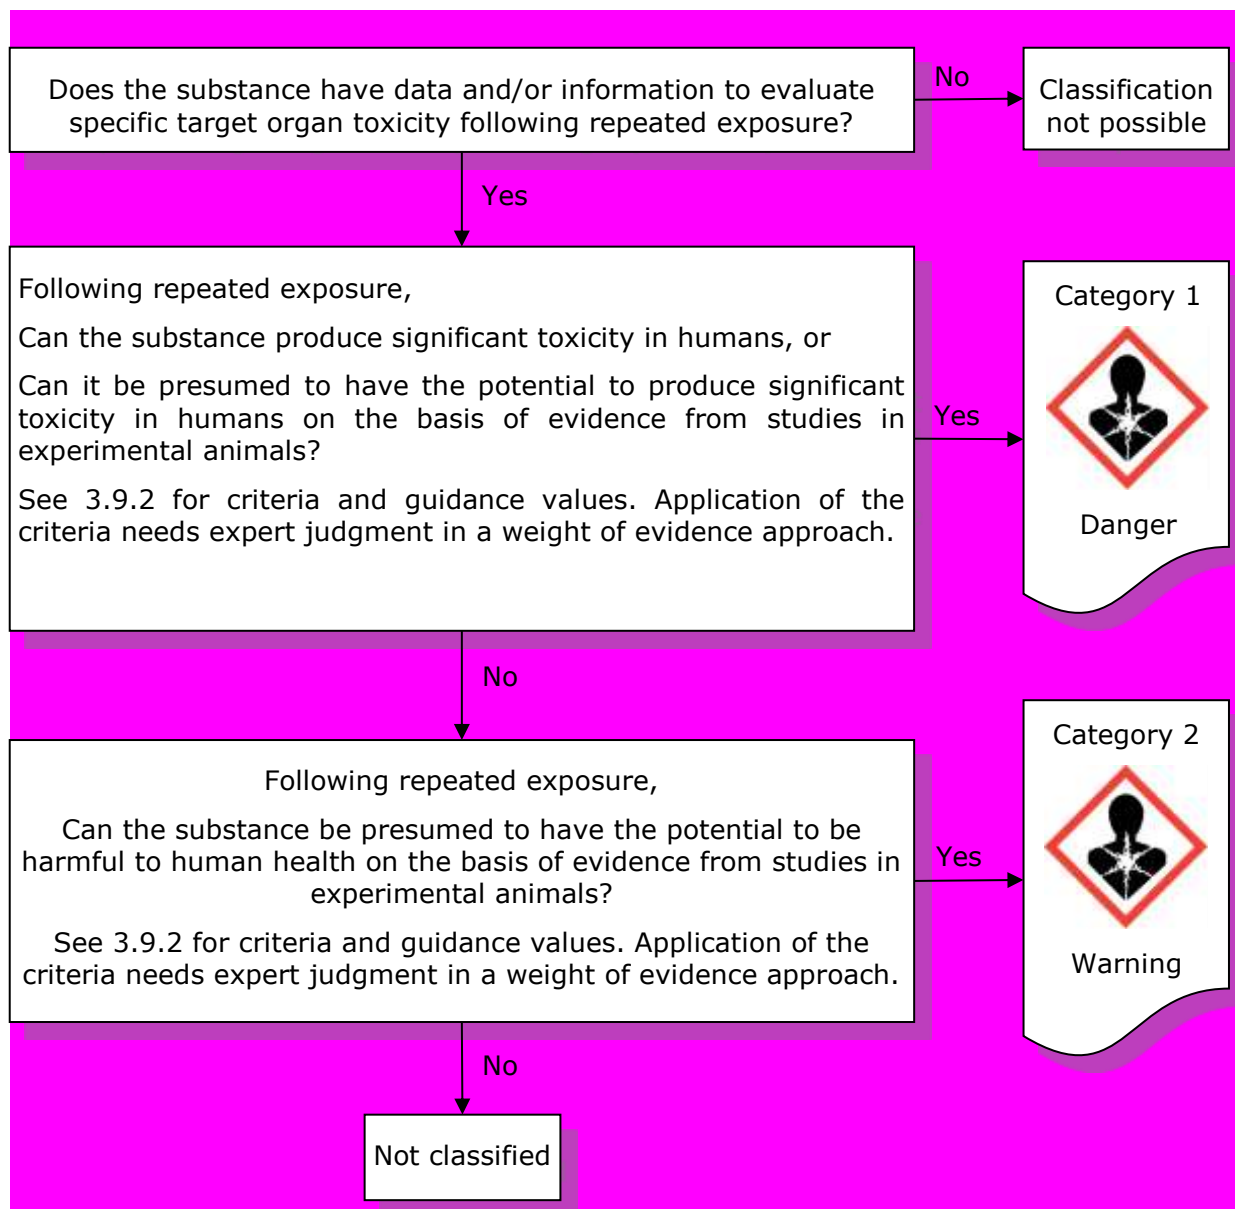 Does the substance have data and/or information to evaluate
specific target organ toxicity following repeated exposure?
No
Classification
not possible
Yes
Following repeated exposure,
Can the substance produce significant toxicity in humans, or
Can it be presumed to have the potential to produce significant
toxicity in humans on the basis of evidence from studies in
experimental animals?
See 3.9.2 for criteria and guidance values. Application of the
criteria needs expert judgment in a weight of evidence approach.
Yes
Category 1
Danger
No
Following repeated exposure,
Can the substance be presumed to have the potential to be
harmful to human health on the basis of evidence from studies in
experimental animals?
See 3.9.2 for criteria and guidance values. Application of the
criteria needs expert judgment in a weight of evidence approach.
Yes
Category 2
Warning
No
Not classified